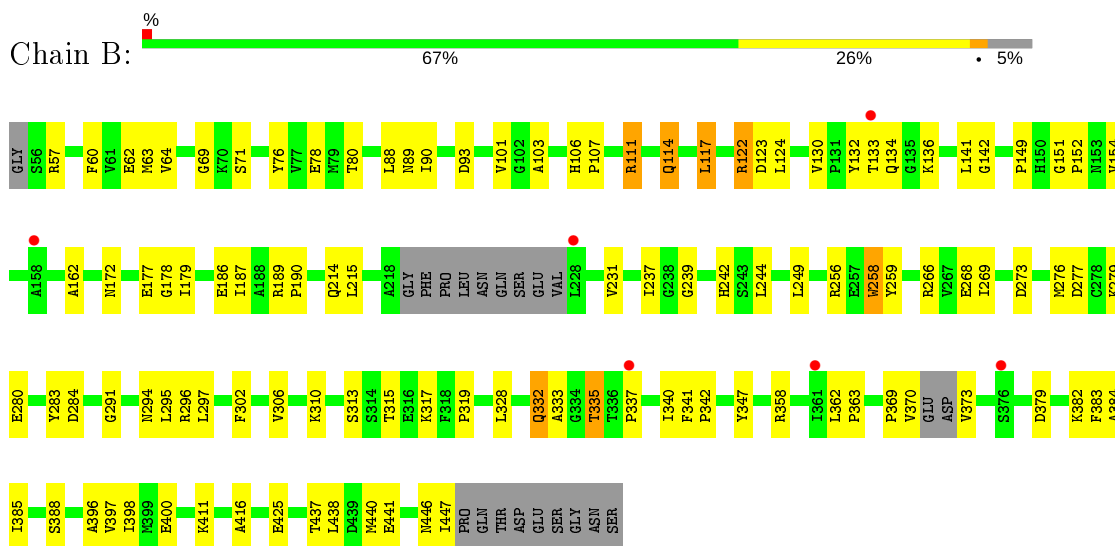 %
Chain B:
67% 26% • 5%
GLY S56 R57 F60 V61 E62 M63 V64 G69 K70 S71 Y76 V77 E78 M79 T80 L88 N89 I90 D93 V101 G102 A103 H106 P107 R111 Q114 L117 R122 D123 L124 V130 P131 Y132 T133 Q134 G135 K136 L141 G142 P149 H150 G151 P152 N153 V154
A158 A162 N172 E177 G178 I179 E186 I187 A188 R189 P190 Q214 L215 A218 GLY PHE PRO LEU ASN GLN SER GLU VAL L228 V231 I237 G238 G239 H242 S243 L244 L249 R256 E257 W258 Y259 R266 V267 E268 I269 D273 M276 D277 C278 K279
E280 Y283 D284 G291 N294 L295 R296 L297 F302 V306 K310 S313 S314 T315 E316 K317 F318 P319 L328 Q332 A333 G334 T335 T336 P337 I340 F341 P342 Y347 R358 I361 L362 P363 P369 V370 GLU ASP V373 S376 D379 K382 F383 A384
I385 S388 A396 V397 I398 M399 E400 K411 A416 E425 T437 L438 D439 M440 E441 N446 I447 PRO GLN THR ASP GLU SER GLY ASN SER